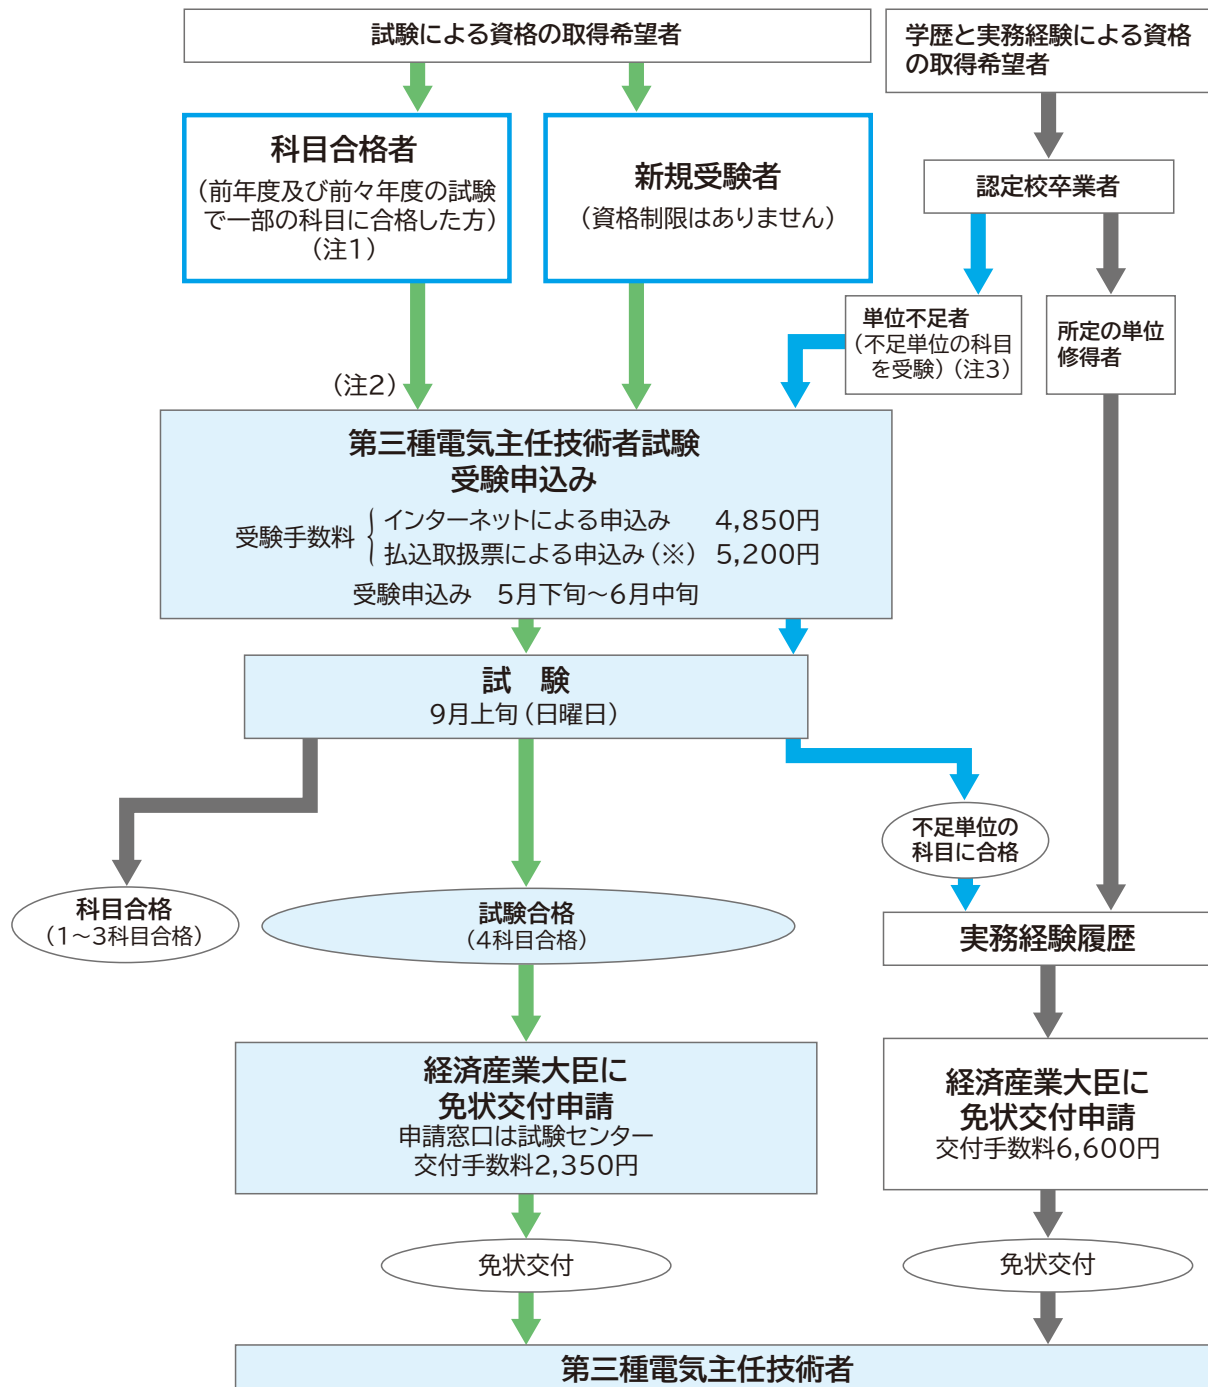 試験による資格の取得希望者
学歴と実務経験による資格
の取得希望者
科目合格者
(前年度及び前々年度の試験
で一部の科目に合格した方)
(注1)
新規受験者
(資格制限はありません)
認定校卒業者
単位不足者
(不足単位の科目
を受験)(注3)
所定の単位
修得者
(注2)
第三種電気主任技術者試験
受験申込み
受験手数料
インターネットによる申込み 4,850円
払込取扱票による申込み(※) 5,200円
受験申込み 5月下旬~6月中旬
試 験
9月上旬(日曜日)
不足単位の
科目に合格
科目合格
(1~3科目合格)
試験合格
(4科目合格)
実務経験履歴
経済産業大臣に
免状交付申請
申請窓口は試験センター
交付手数料2,350円
経済産業大臣に
免状交付申請
交付手数料6,600円
免状交付
免状交付
第三種電気主任技術者